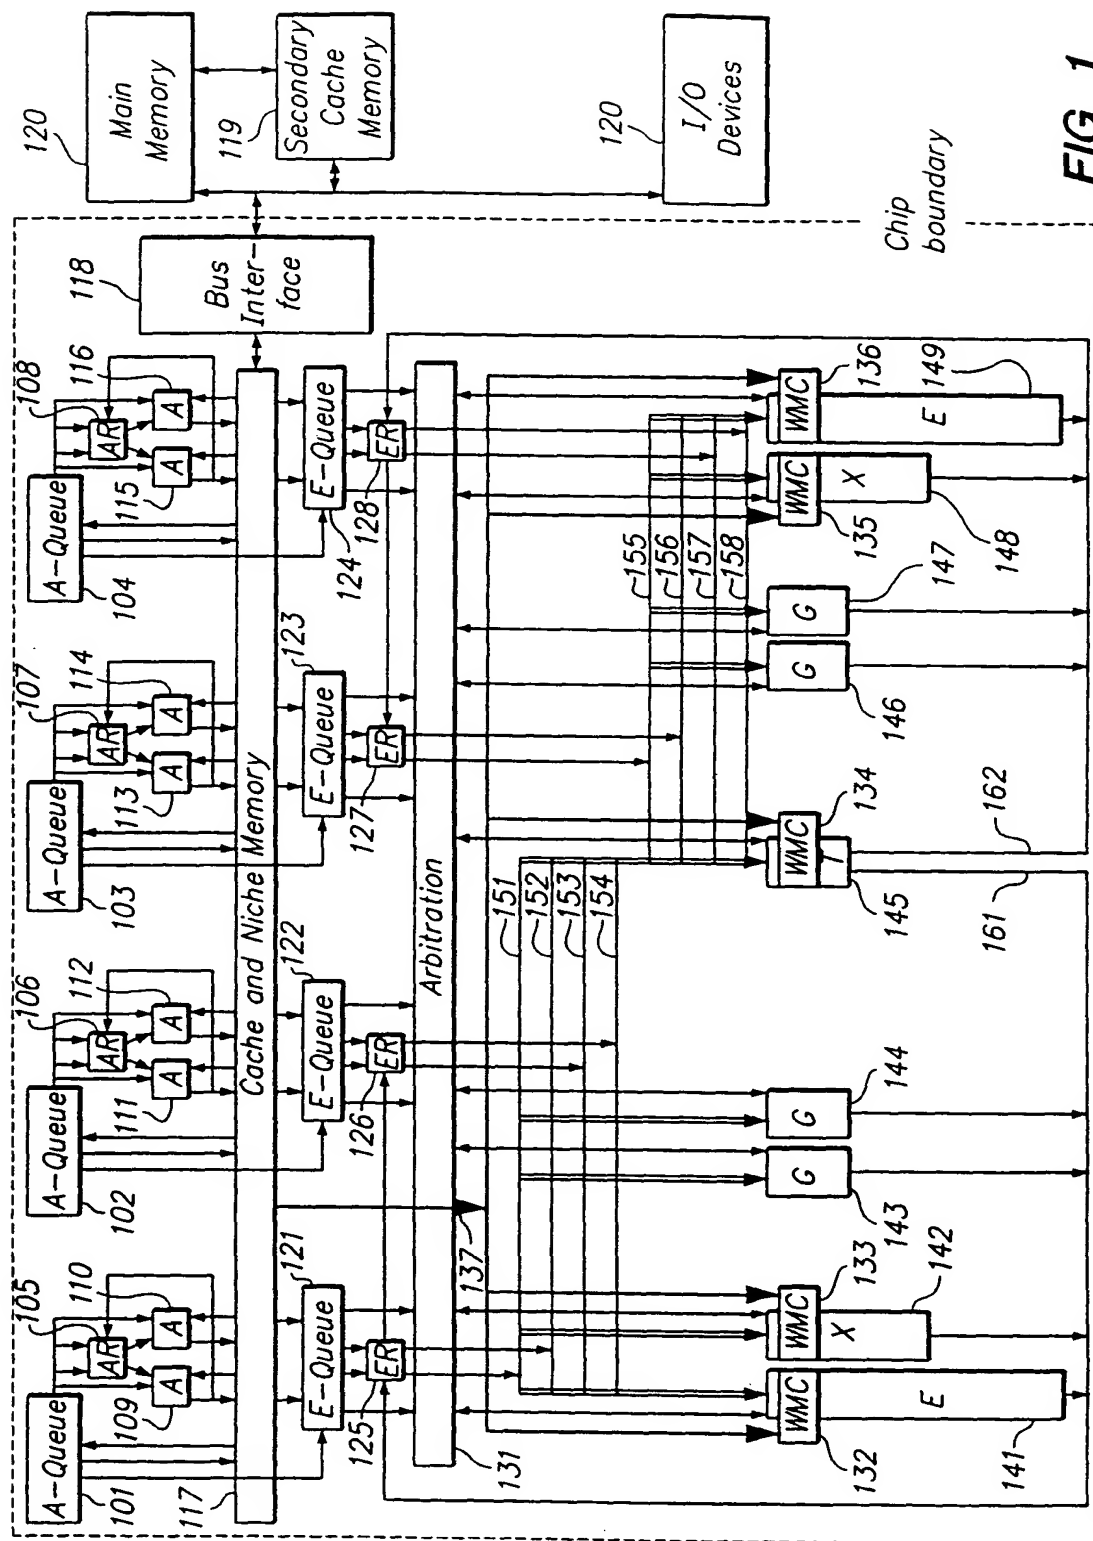 120
Main
Memory
119
Secondary
Cache
Memory
120
I/O
Devices
118
Bus
Inter-
face
Chip
boundary
101
A-Queue
105
AR
109
A
110
A
102
A-Queue
106
AR
111
A
112
A
103
A-Queue
107
AR
113
A
114
A
104
A-Queue
108
AR
115
A
116
A
117
Cache and Niche Memory
121
E-Queue
122
E-Queue
123
E-Queue
124
E-Queue
125
ER
126
ER
127
ER
128
ER
131
Arbitration
137
151
152
153
154
155
156
157
158
132
WMC
E
141
133
WMC
X
142
G
143
G
144
134
WMC
T
145
G
146
G
147
135
WMC
X
148
136
WMC
E
149
161
162
FIG 1